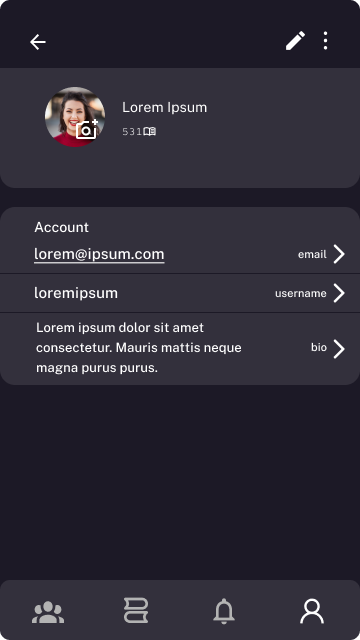 Lorem Ipsum
531
Account
lorem@ipsum.com
email
loremipsum
username
Lorem ipsum dolor sit amet
consectetur. Mauris mattis neque
magna purus purus.
bio